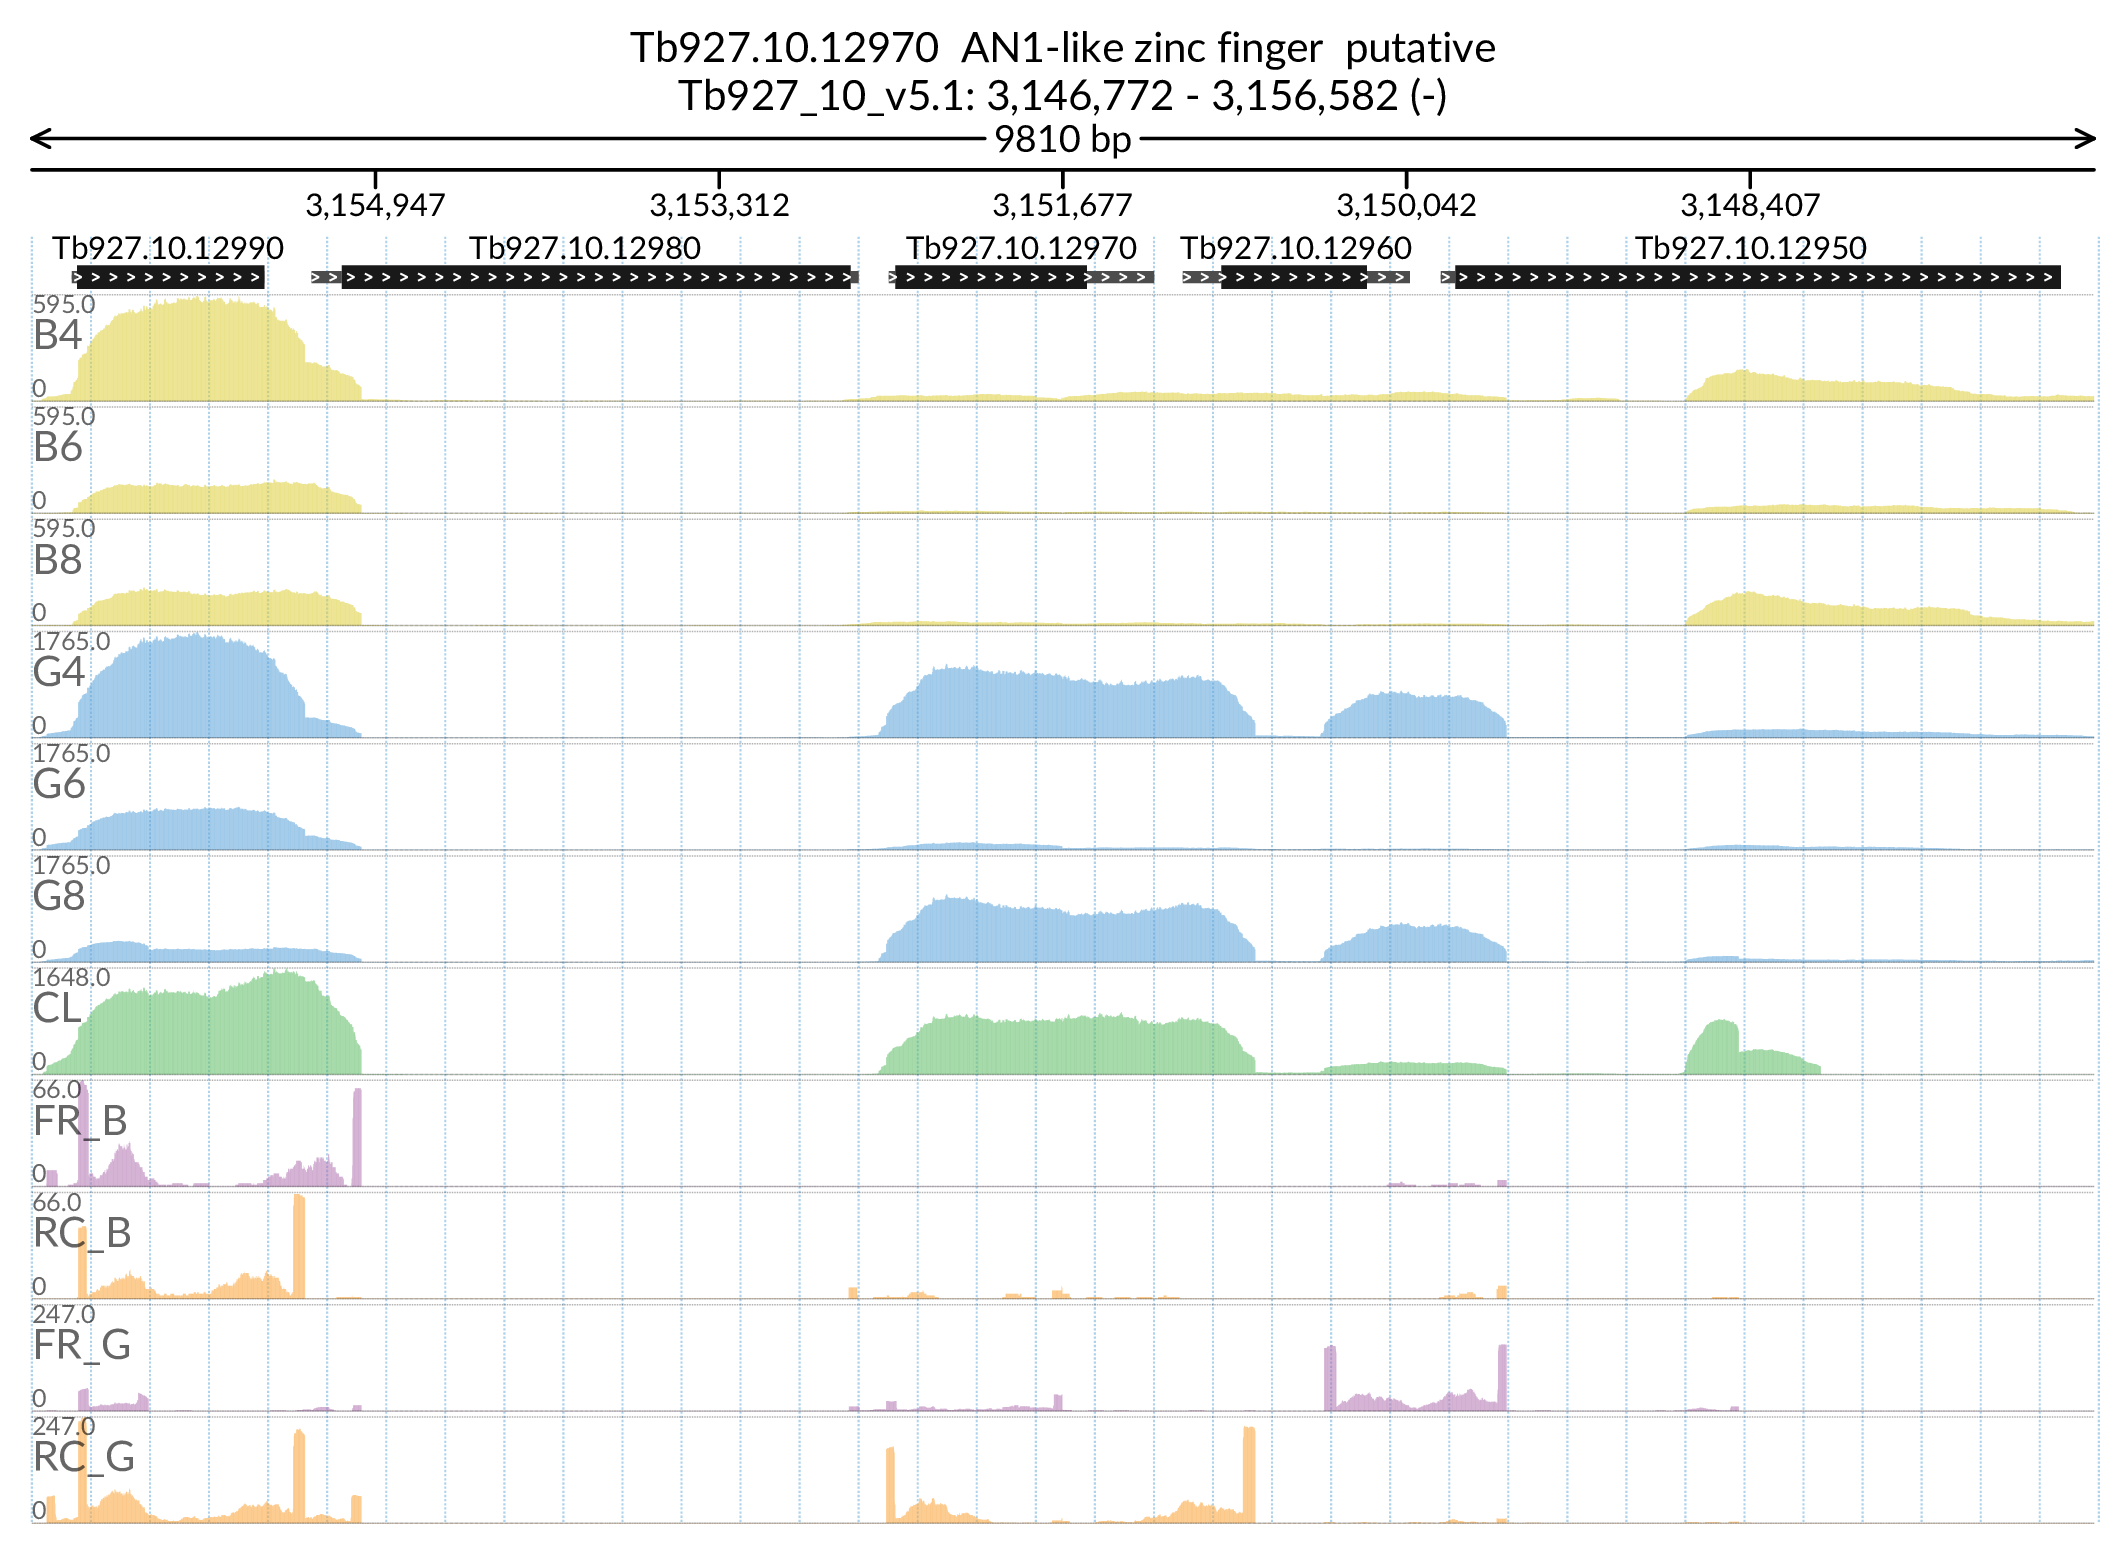 Tb927.10.12970  AN1-like zinc finger  putative
Tb927_10_v5.1: 3,146,772 - 3,156,582 (-)
9810 bp
3,154,947 3,153,312 3,151,677 3,150,042 3,148,407
Tb927.10.12990 Tb927.10.12980 Tb927.10.12970 Tb927.10.12960 Tb927.10.12950
595.0
B4
0
595.0
B6
0
595.0
B8
0
1765.0
G4
0
1765.0
G6
0
1765.0
G8
0
1648.0
CL
0
66.0
FR_B
0
66.0
RC_B
0
247.0
FR_G
0
247.0
RC_G
0